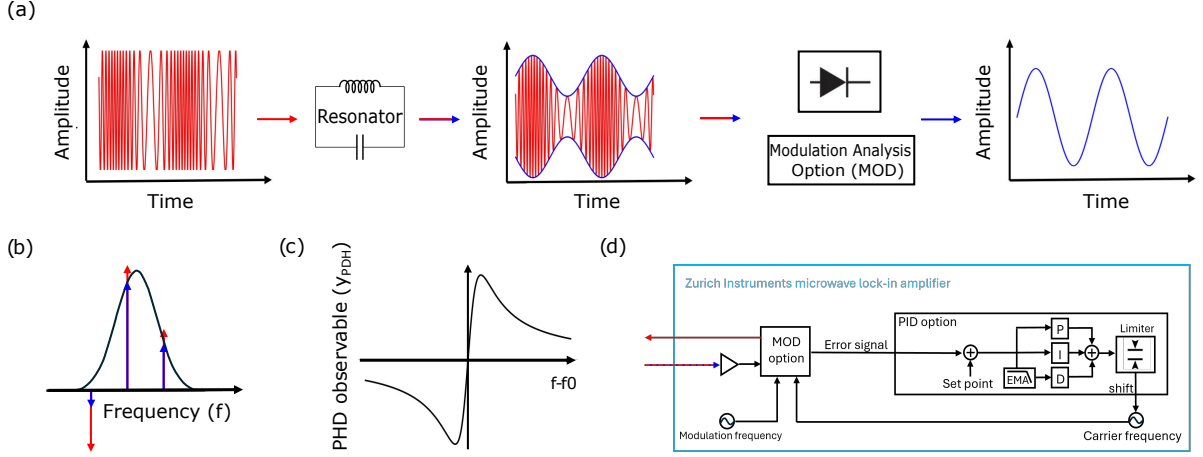 (a)
Amplitude
Time
Resonator
Amplitude
Time
Modulation Analysis
Option (MOD)
Amplitude
Time
(b)
Frequency (f)
(c)
PHD observable (yPDH)
f-f0
(d)
Zurich Instruments microwave lock-in amplifier
MOD
option
Error signal
PID option
Set point
EMA
P
I
D
Limiter
shift
Modulation frequency
Carrier frequency